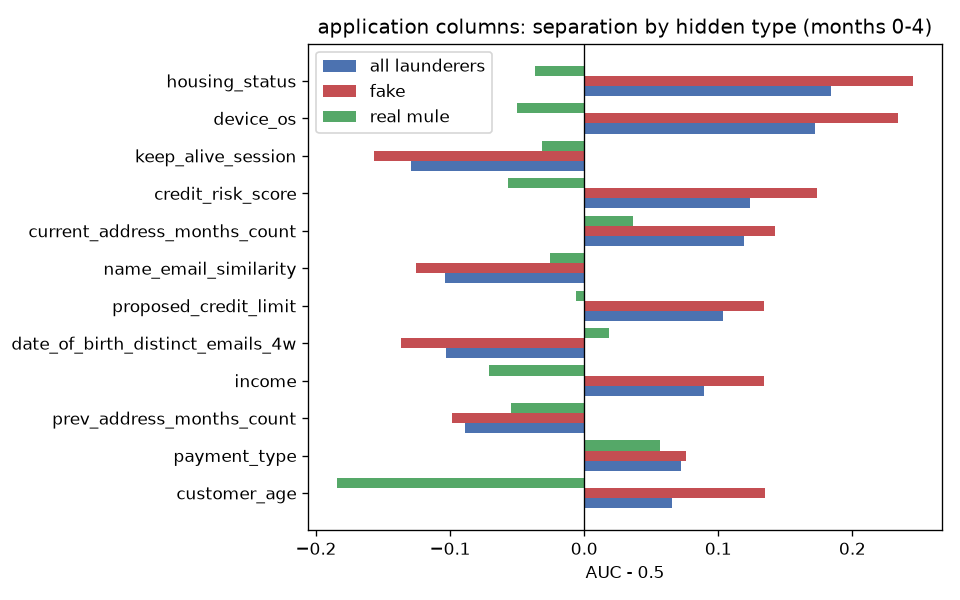 application columns: separation by hidden type (months 0-4)
all launderers
fake
real mule
housing_status
device_os
keep_alive_session
credit_risk_score
current_address_months_count
name_email_similarity
proposed_credit_limit
date_of_birth_distinct_emails_4w
income
prev_address_months_count
payment_type
customer_age
−0.2 −0.1 0.0 0.1 0.2
AUC - 0.5